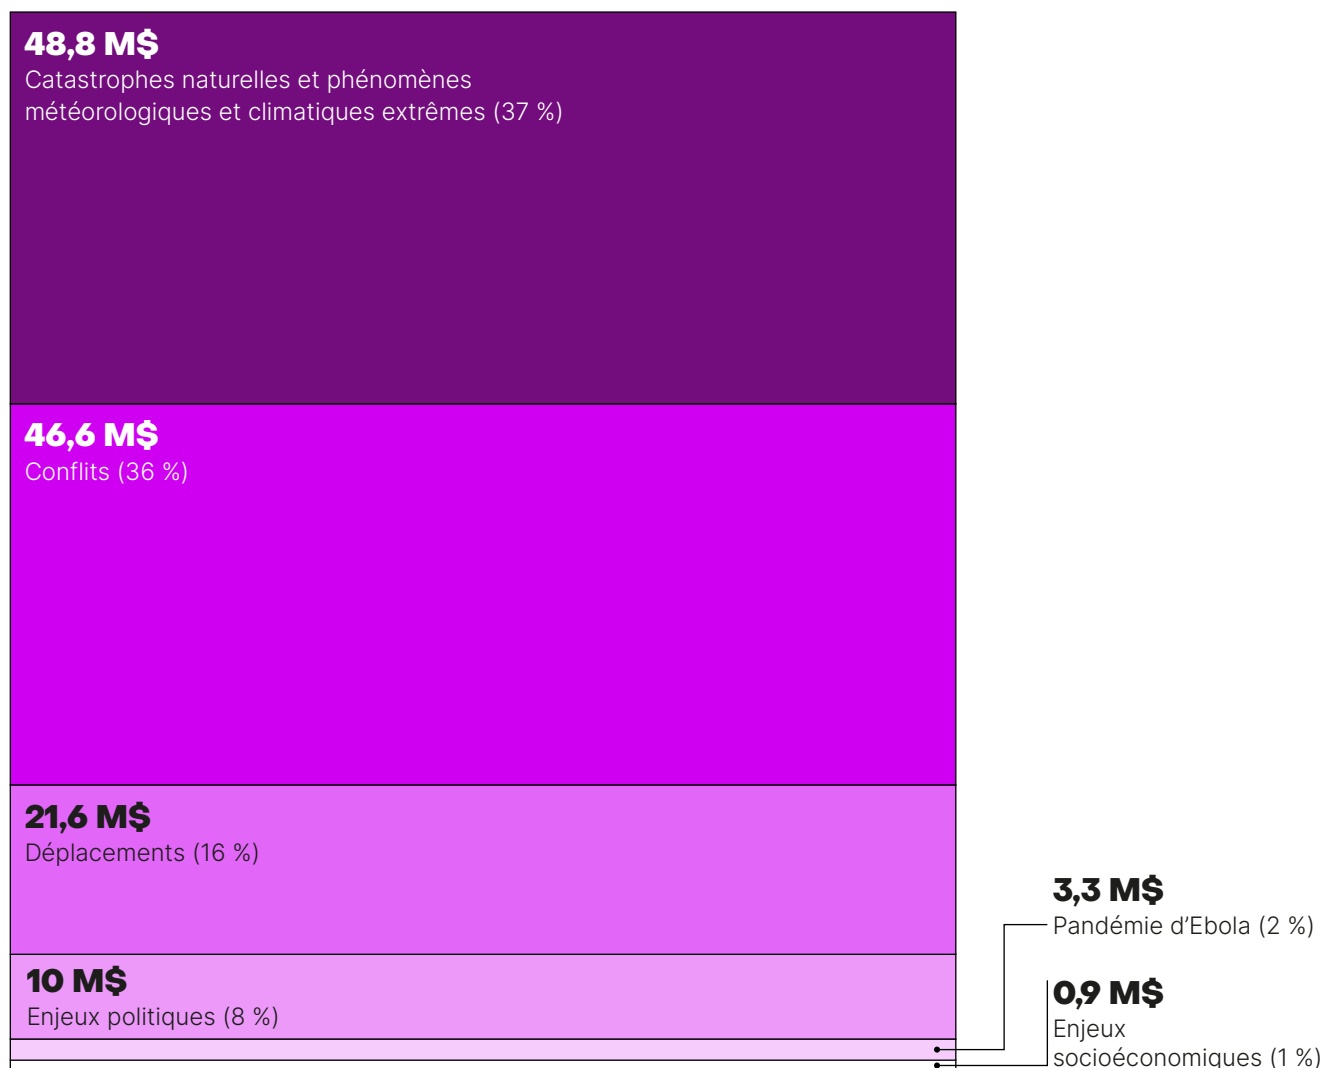 48,8 M$
Catastrophes naturelles et phénomènes
météorologiques et climatiques extrêmes (37 %)
46,6 M$
Conflits (36 %)
21,6 M$
Déplacements (16 %)
10 M$
Enjeux politiques (8 %)
3,3 M$
Pandémie d’Ebola (2 %)
0,9 M$
Enjeux
socioéconomiques (1 %)